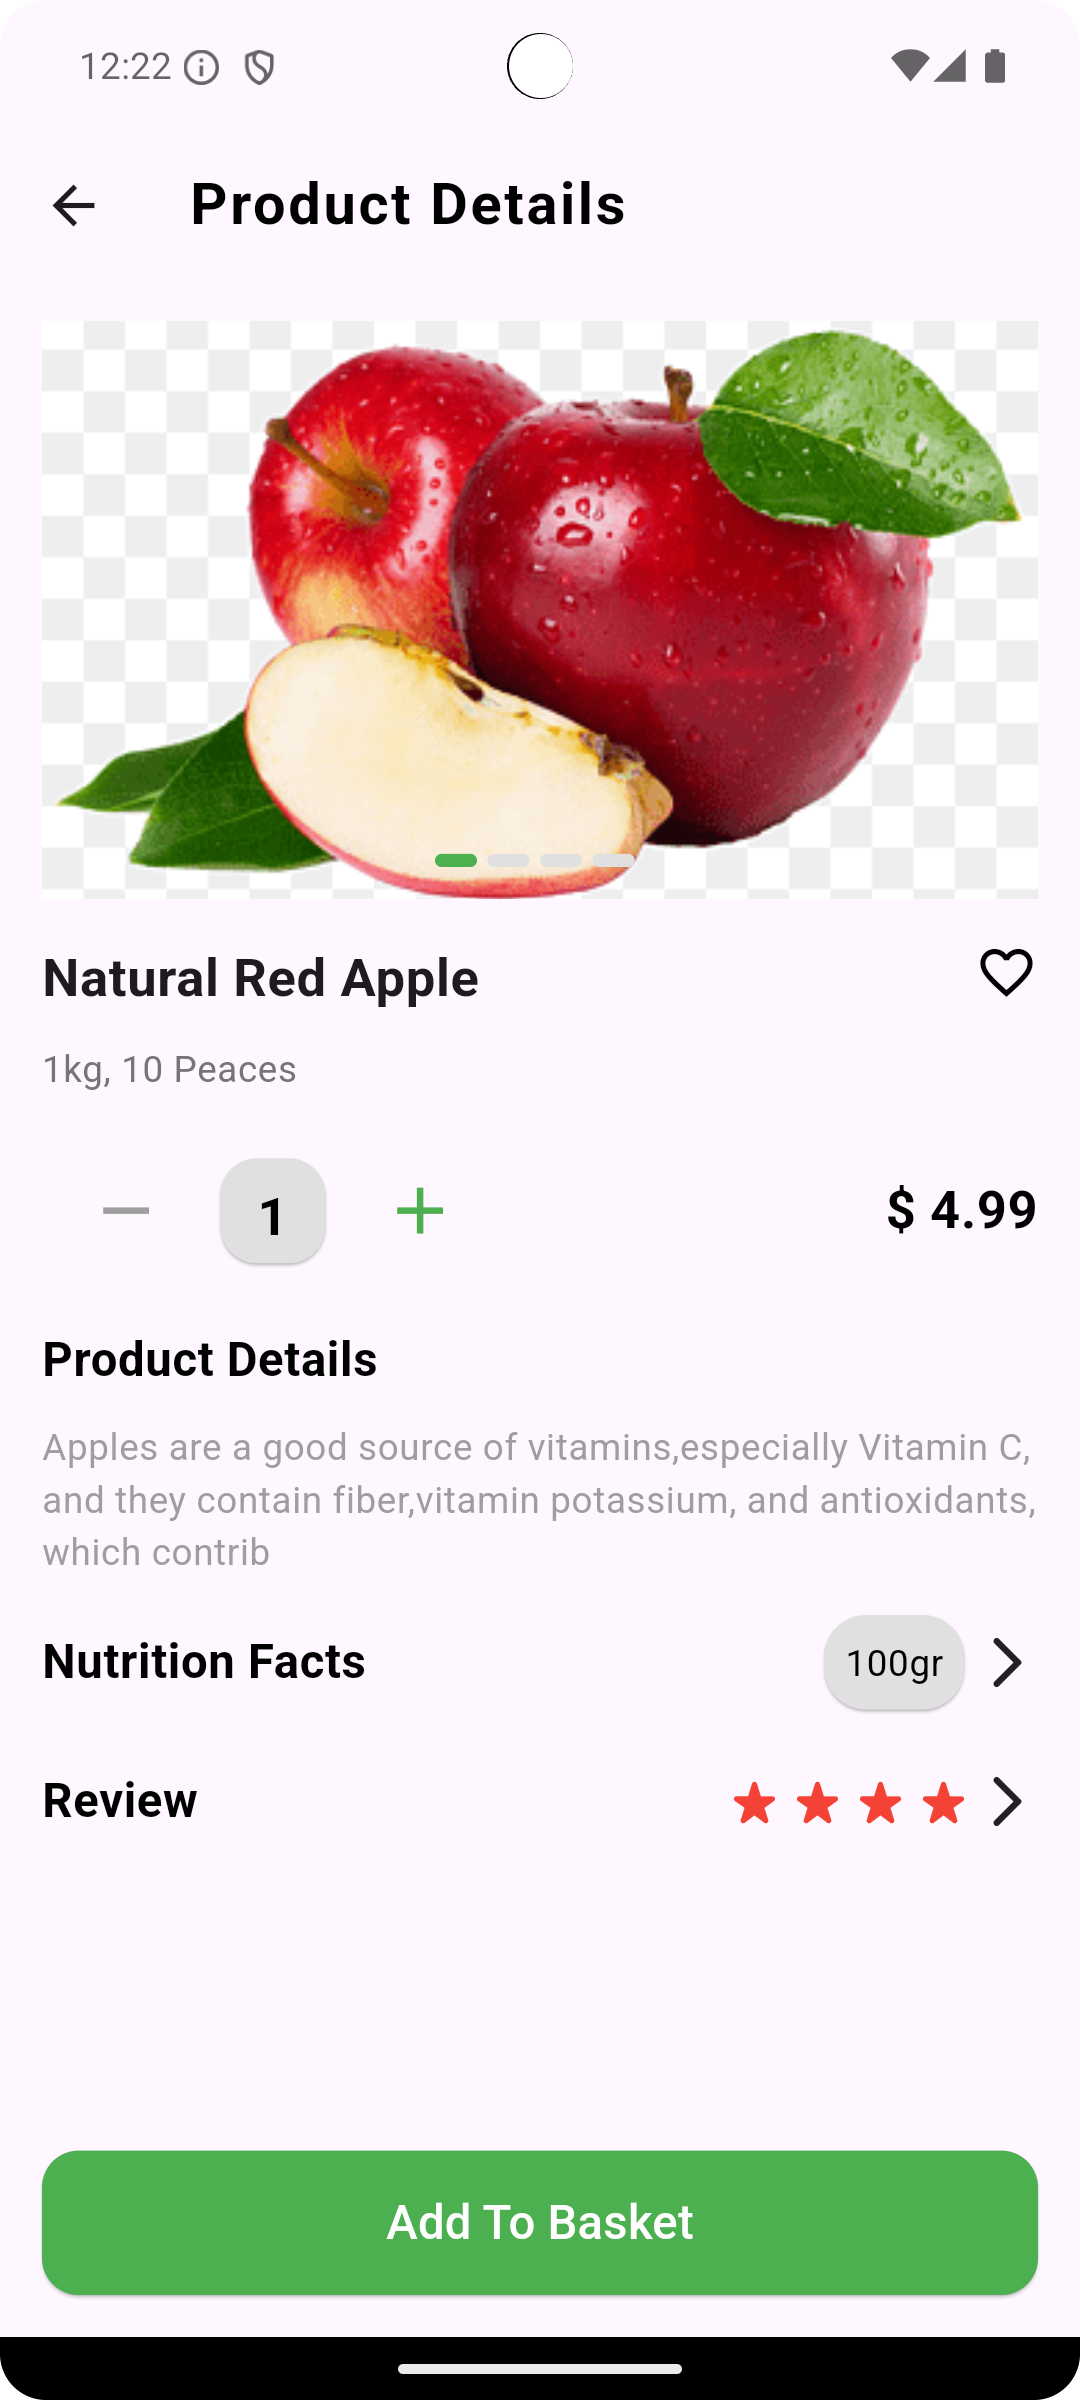 12:22
Product Details
Natural Red Apple
1kg, 10 Peaces
1
$ 4.99
Product Details
Apples are a good source of vitamins,especially Vitamin C,
and they contain fiber,vitamin potassium, and antioxidants,
which contrib
Nutrition Facts 100gr
Review
Add To Basket